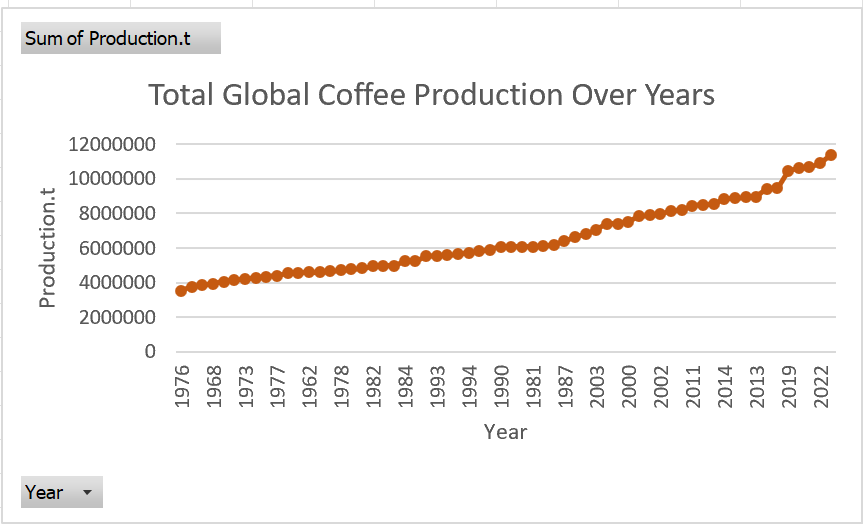 Sum of Production.t
Total Global Coffee Production Over Years
12000000
10000000
8000000
6000000
4000000
2000000
0
Production.t
1976 1968 1973 1977 1962 1978 1982 1984 1993 1994 1990 1981 1987 2003 2000 2002 2011 2014 2013 2019 2022
Year
Year